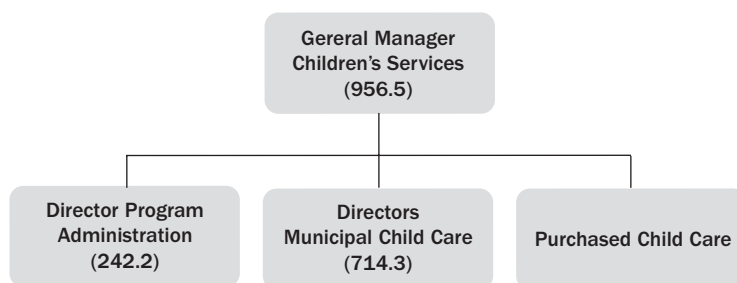 Gereral Manager
Children's Services
(956.5)
Director Program
Administration
(242.2)
Directors
Municipal Child Care
(714.3)
Purchased Child Care